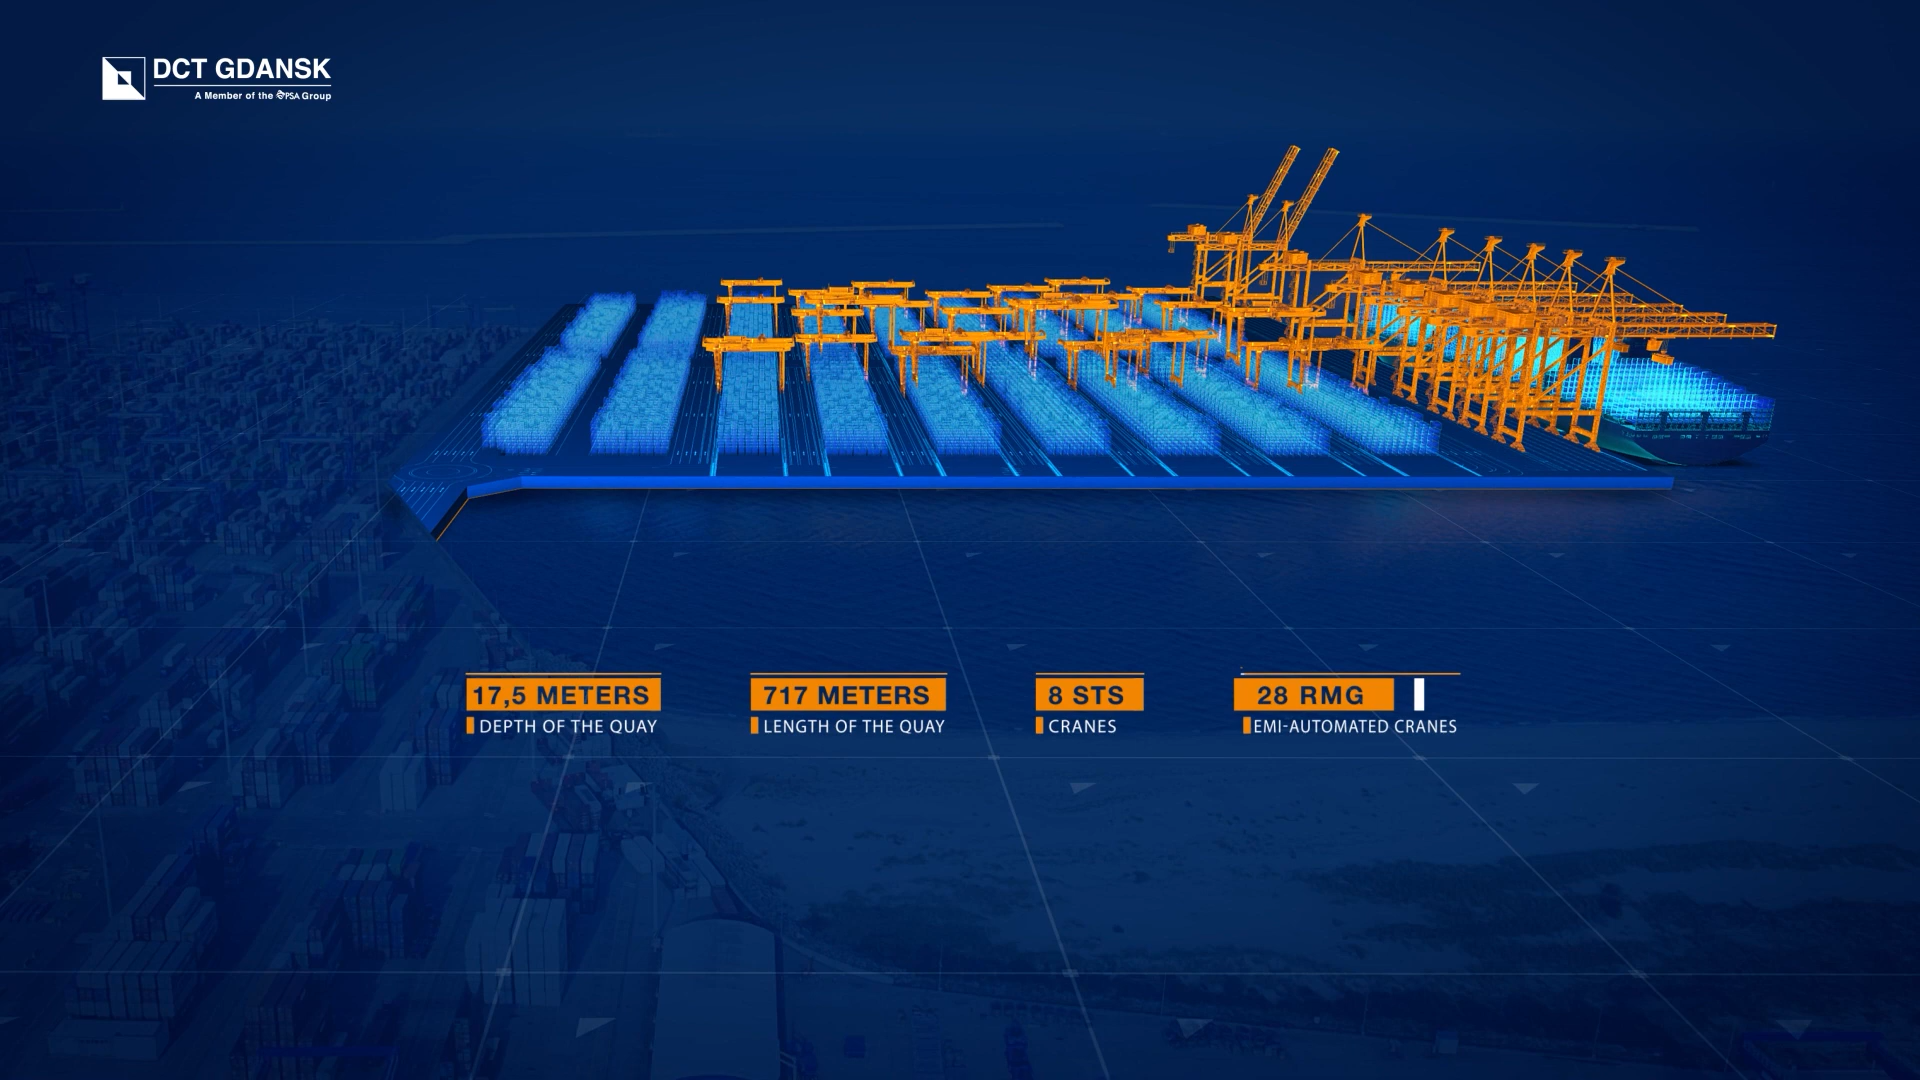 DCT GDANSK
A Member of the PSA Group
17,5 METERS
DEPTH OF THE QUAY
717 METERS
LENGTH OF THE QUAY
8 STS
CRANES
28 RMG
EMI-AUTOMATED CRANES